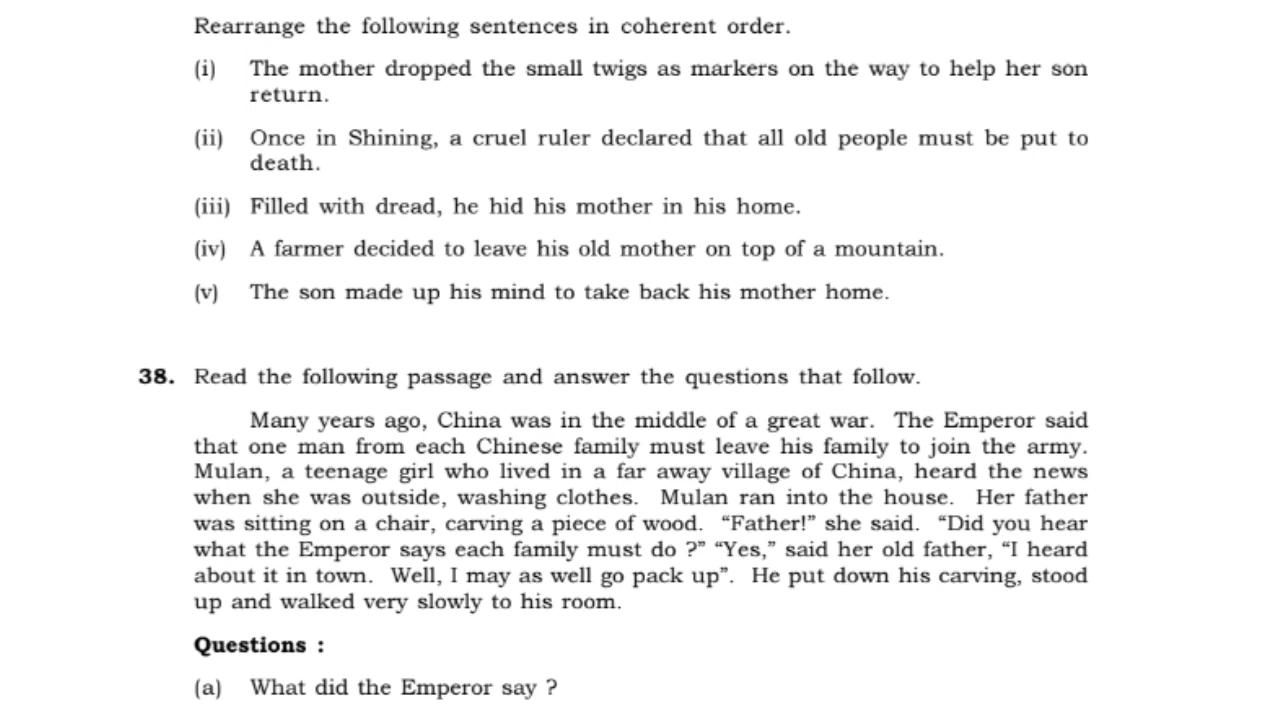 Rearrange the following sentences in coherent order.
(i) The mother dropped the small twigs as markers on the way to help her son
return.
(ii) Once in Shining, a cruel ruler declared that all old people must be put to
death.
(iii) Filled with dread, he hid his mother in his home.
(iv) A farmer decided to leave his old mother on top of a mountain.
(v) The son made up his mind to take back his mother home.
38. Read the following passage and answer the questions that follow.
Many years ago, China was in the middle of a great war. The Emperor said
that one man from each Chinese family must leave his family to join the army.
Mulan, a teenage girl who lived in a far away village of China, heard the news
when she was outside, washing clothes. Mulan ran into the house. Her father
was sitting on a chair, carving a piece of wood. “Father!” she said. “Did you hear
what the Emperor says each family must do ?” “Yes,” said her old father, “I heard
about it in town. Well, I may as well go pack up”. He put down his carving, stood
up and walked very slowly to his room.
Questions :
(a) What did the Emperor say ?